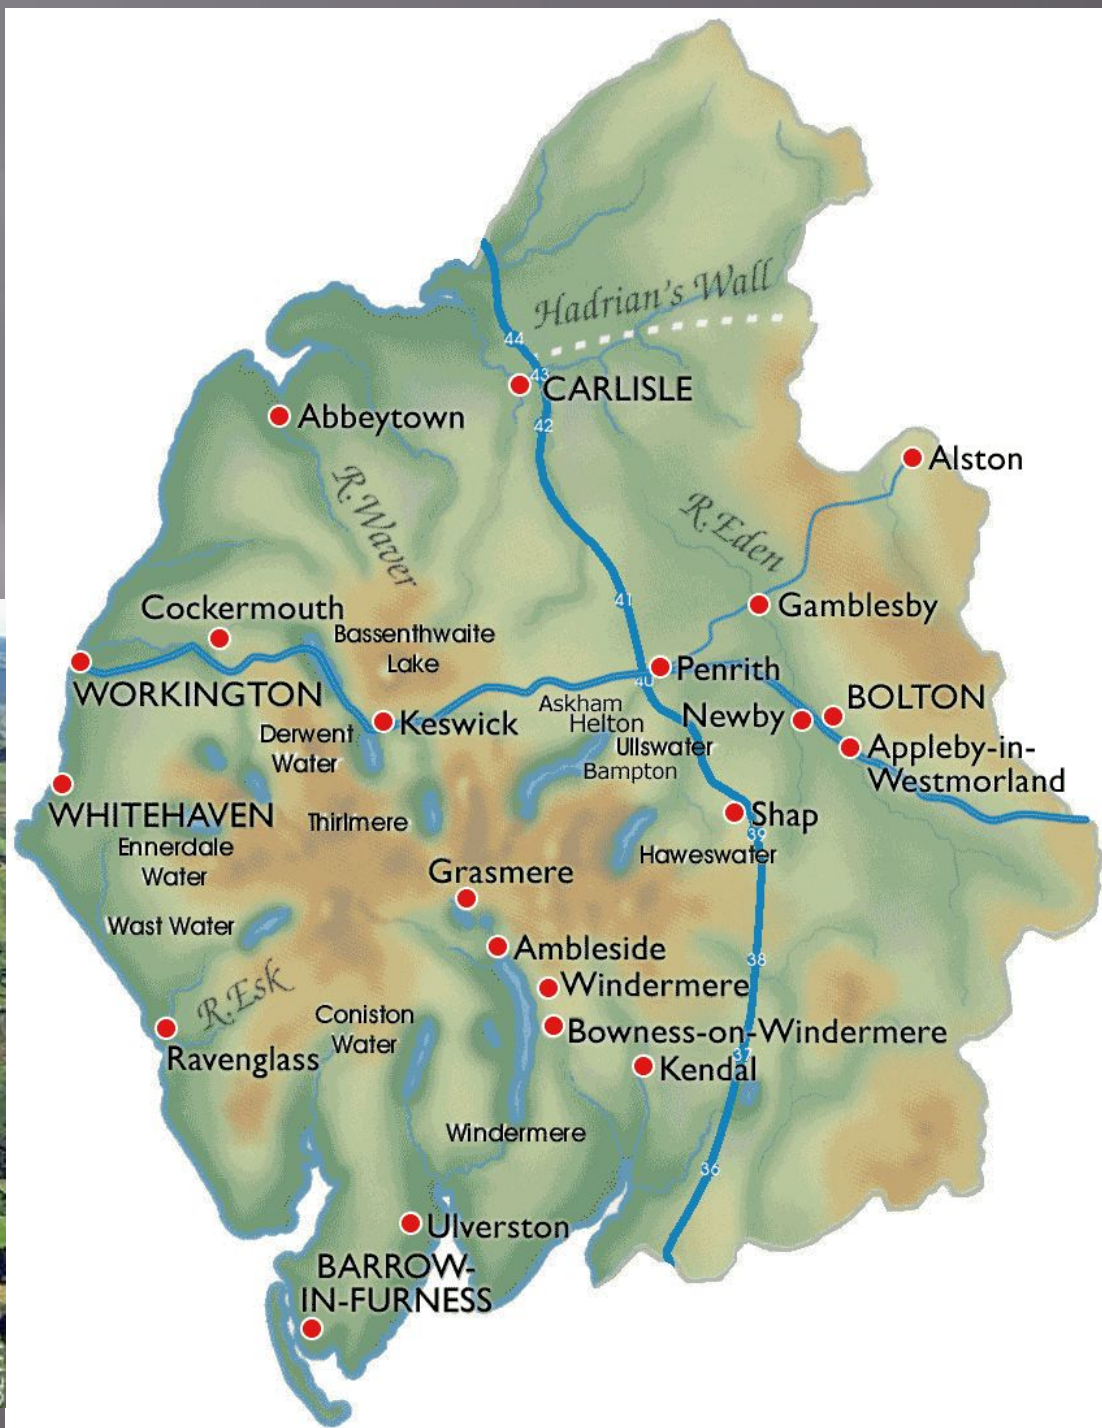 Hadrian's Wall
44
43
CARLISLE
42
Abbeytown
Alston
R.Waver
R.Eden
41
Gamblesby
Cockermouth
Bassenthwaite
Lake
WORKINGTON
Penrith
40
Askham
Helton
Newby
BOLTON
Keswick
Derwent
Water
Ullswater
Bampton
Appleby-in-
Westmorland
WHITEHAVEN
Thirlmere
Shap
39
Ennerdale
Water
Haweswater
Grasmere
Wast Water
Ambleside
38
Windermere
R.Esk
Coniston
Water
Bowness-on-Windermere
Ravenglass
37
Kendal
Windermere
36
Ulverston
BARROW-
IN-FURNESS